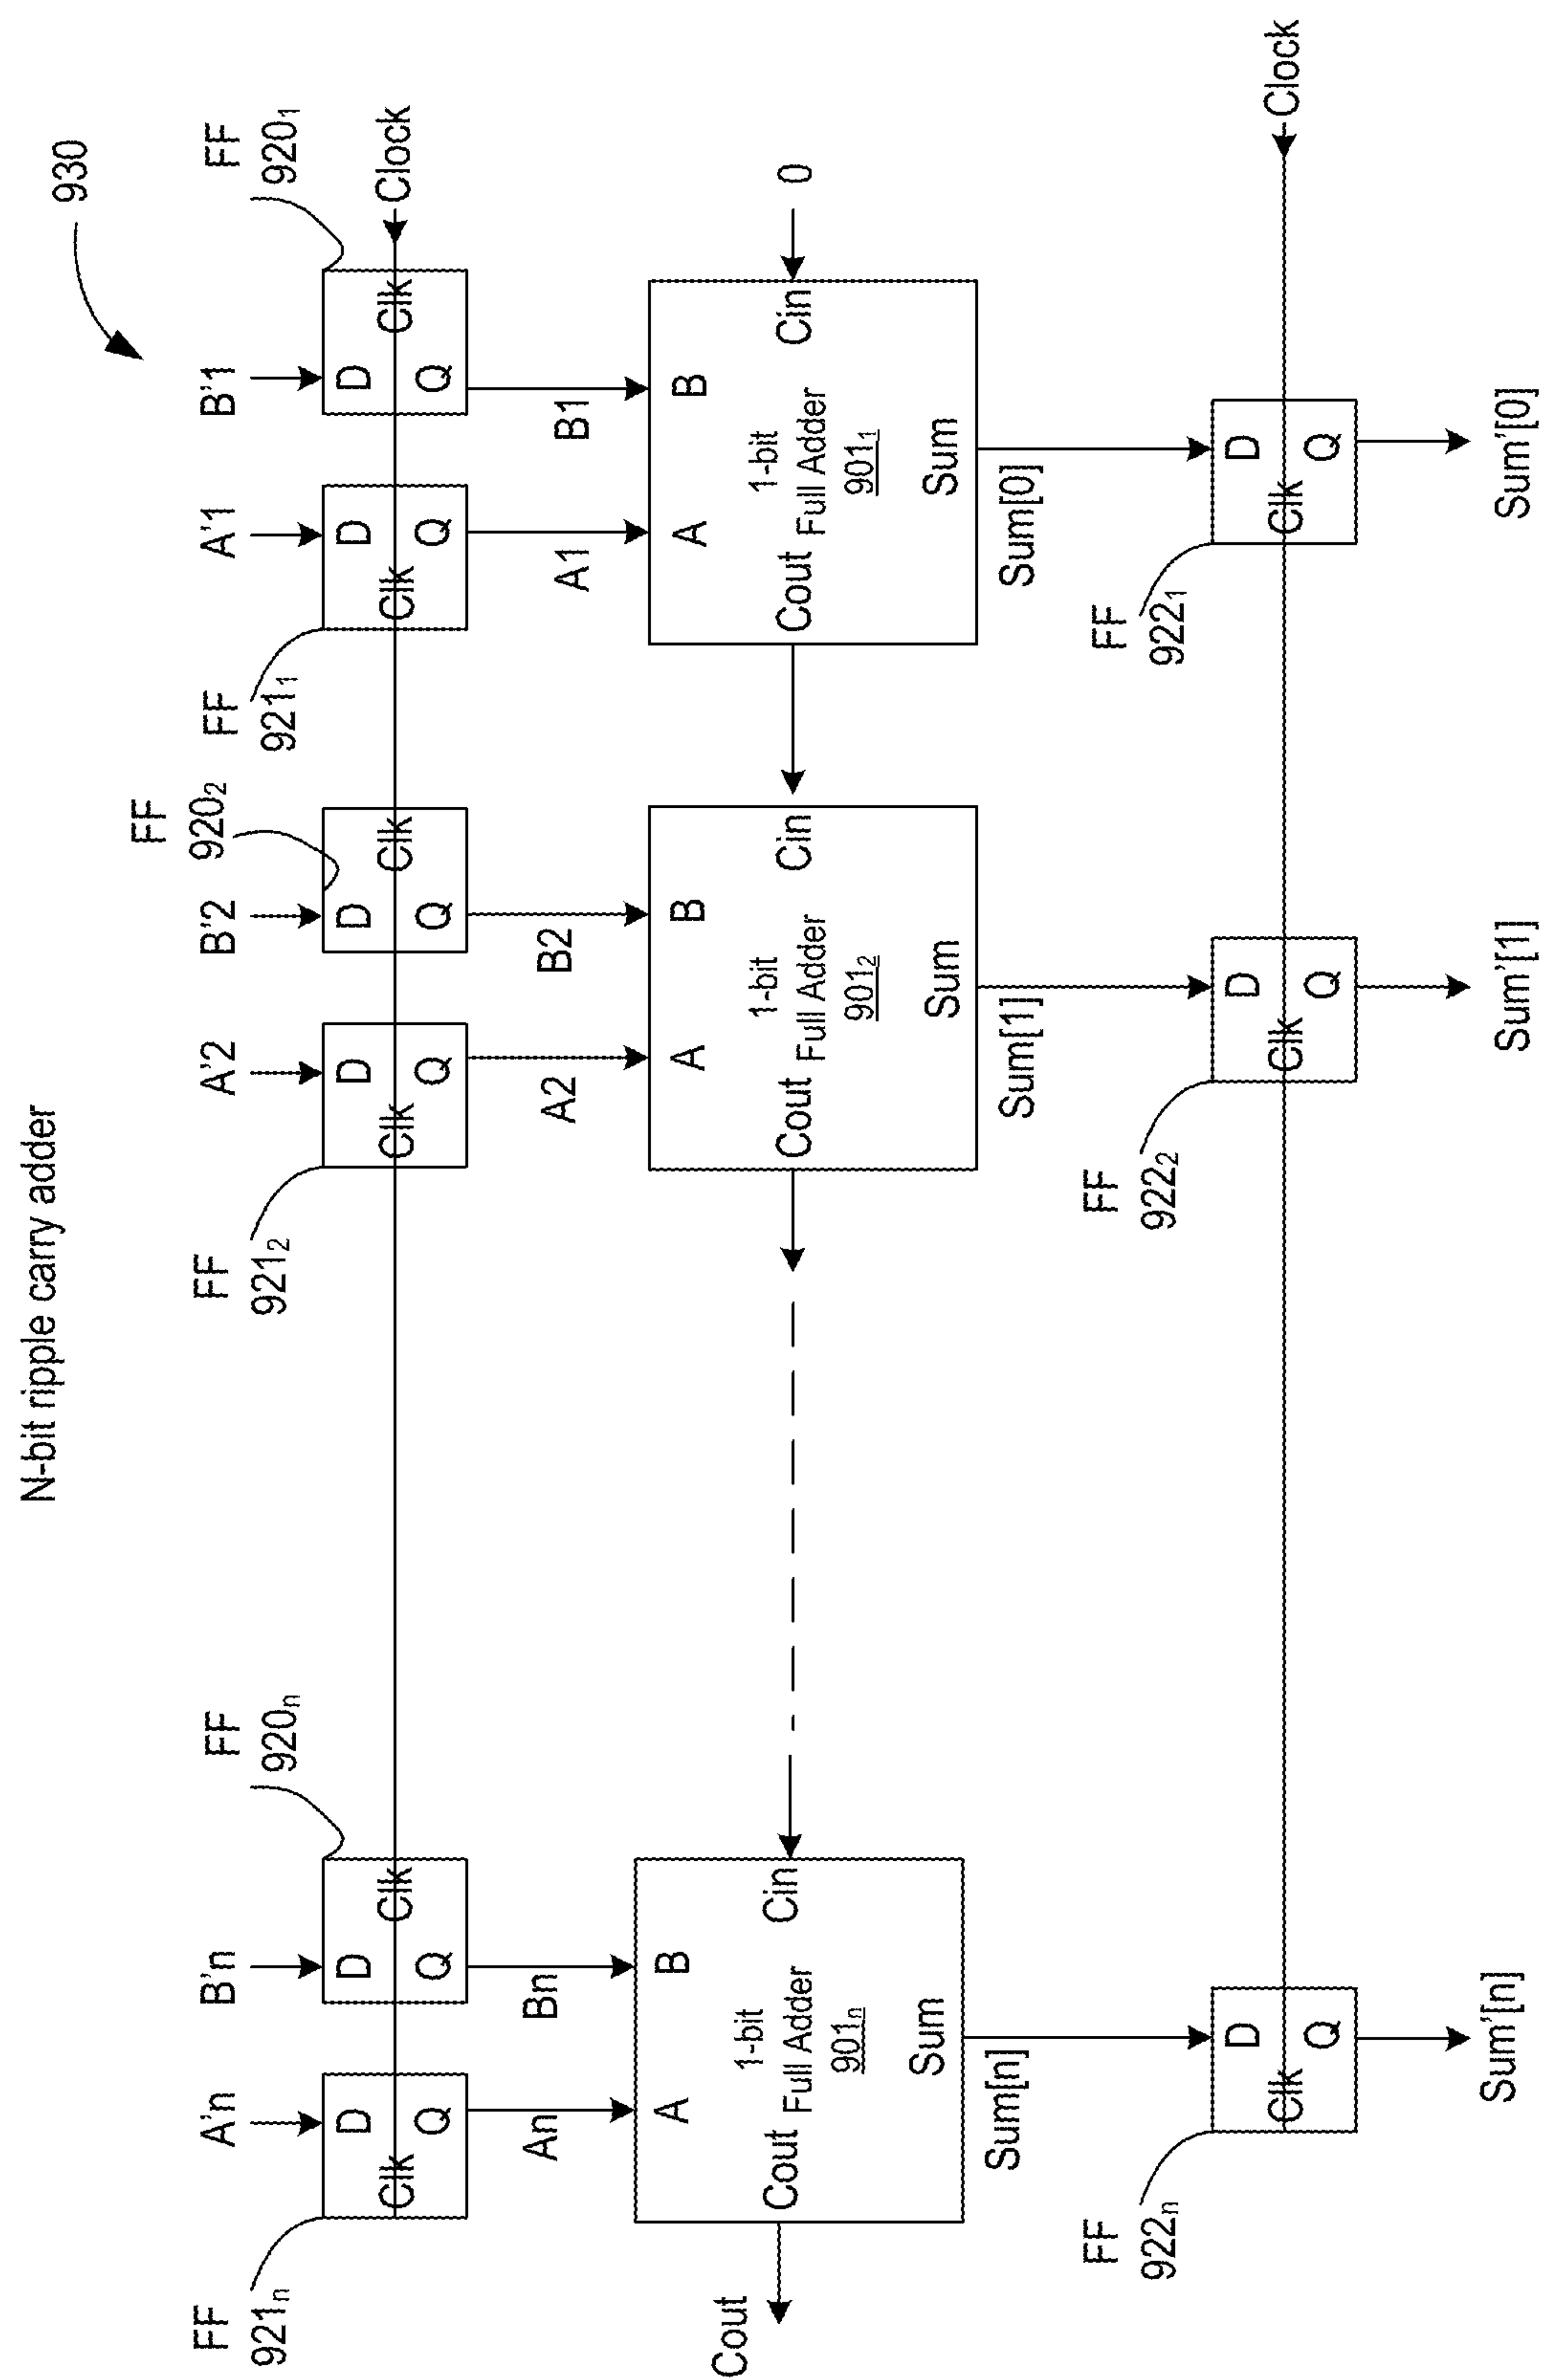 N-bit ripple carry adder
930
FF
921n
A'n
B'n
FF
920n
FF
9212
A'2
B'2
FF
9202
FF
9211
A'1
B'1
FF
9201
D
Clk
Q
D
Clk
Q
D
Clk
Q
D
Clk
Q
D
Clk
Q
D
Clk
Q
Clock
An
Bn
A2
B2
A1
B1
Cout
A
B
Cin
1-bit
Full Adder
901n
Sum
Cout
A
B
Cin
1-bit
Full Adder
9012
Sum
Cout
A
B
Cin
1-bit
Full Adder
9011
Sum
0
Sum[n]
Sum[1]
Sum[0]
FF
922n
D
Clk
Q
FF
9222
D
Clk
Q
FF
9221
D
Clk
Q
Clock
Sum'[n]
Sum'[1]
Sum'[0]